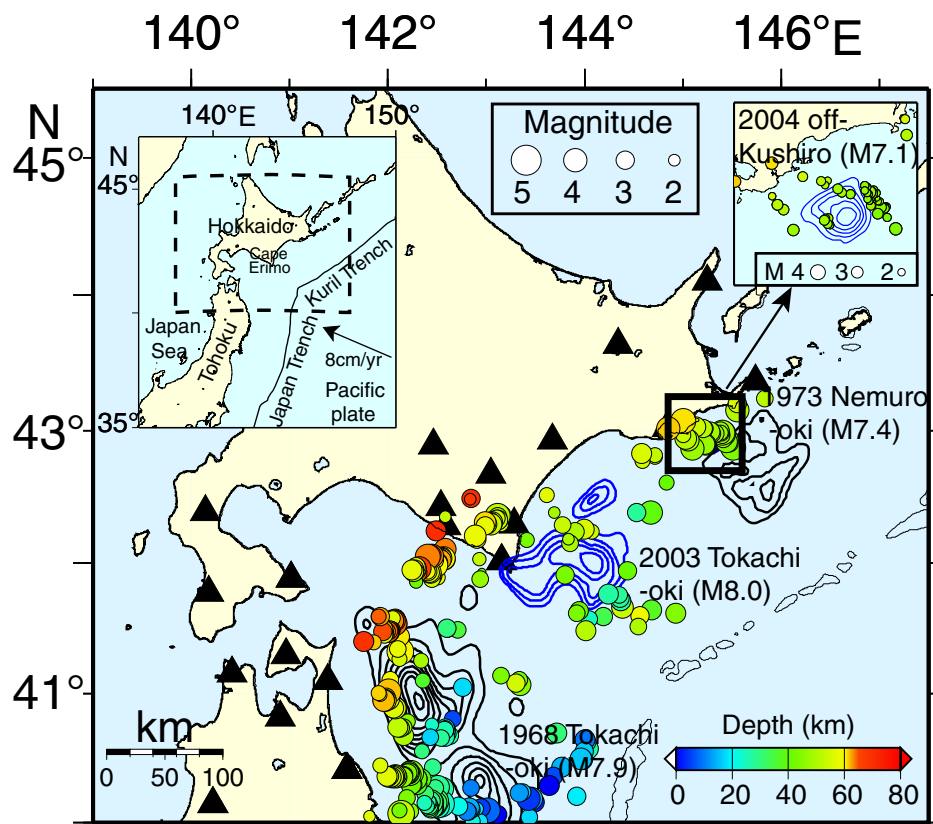 140° 142° 144° 146°E
N
45°
43°
41°
140°E 150°
N
45°
35°
Hokkaido
Cape
Erimo
Kuril Trench
Japan
Sea
Tohoku
Japan Trench
8cm/yr
Pacific
plate
Magnitude
5 4 3 2
2004 off-
Kushiro (M7.1)
M 4 3 2
1973 Nemuro
-oki (M7.4)
2003 Tokachi
-oki (M8.0)
1968 Tokachi
-oki (M7.9)
km
0 50 100
Depth (km)
0 20 40 60 80